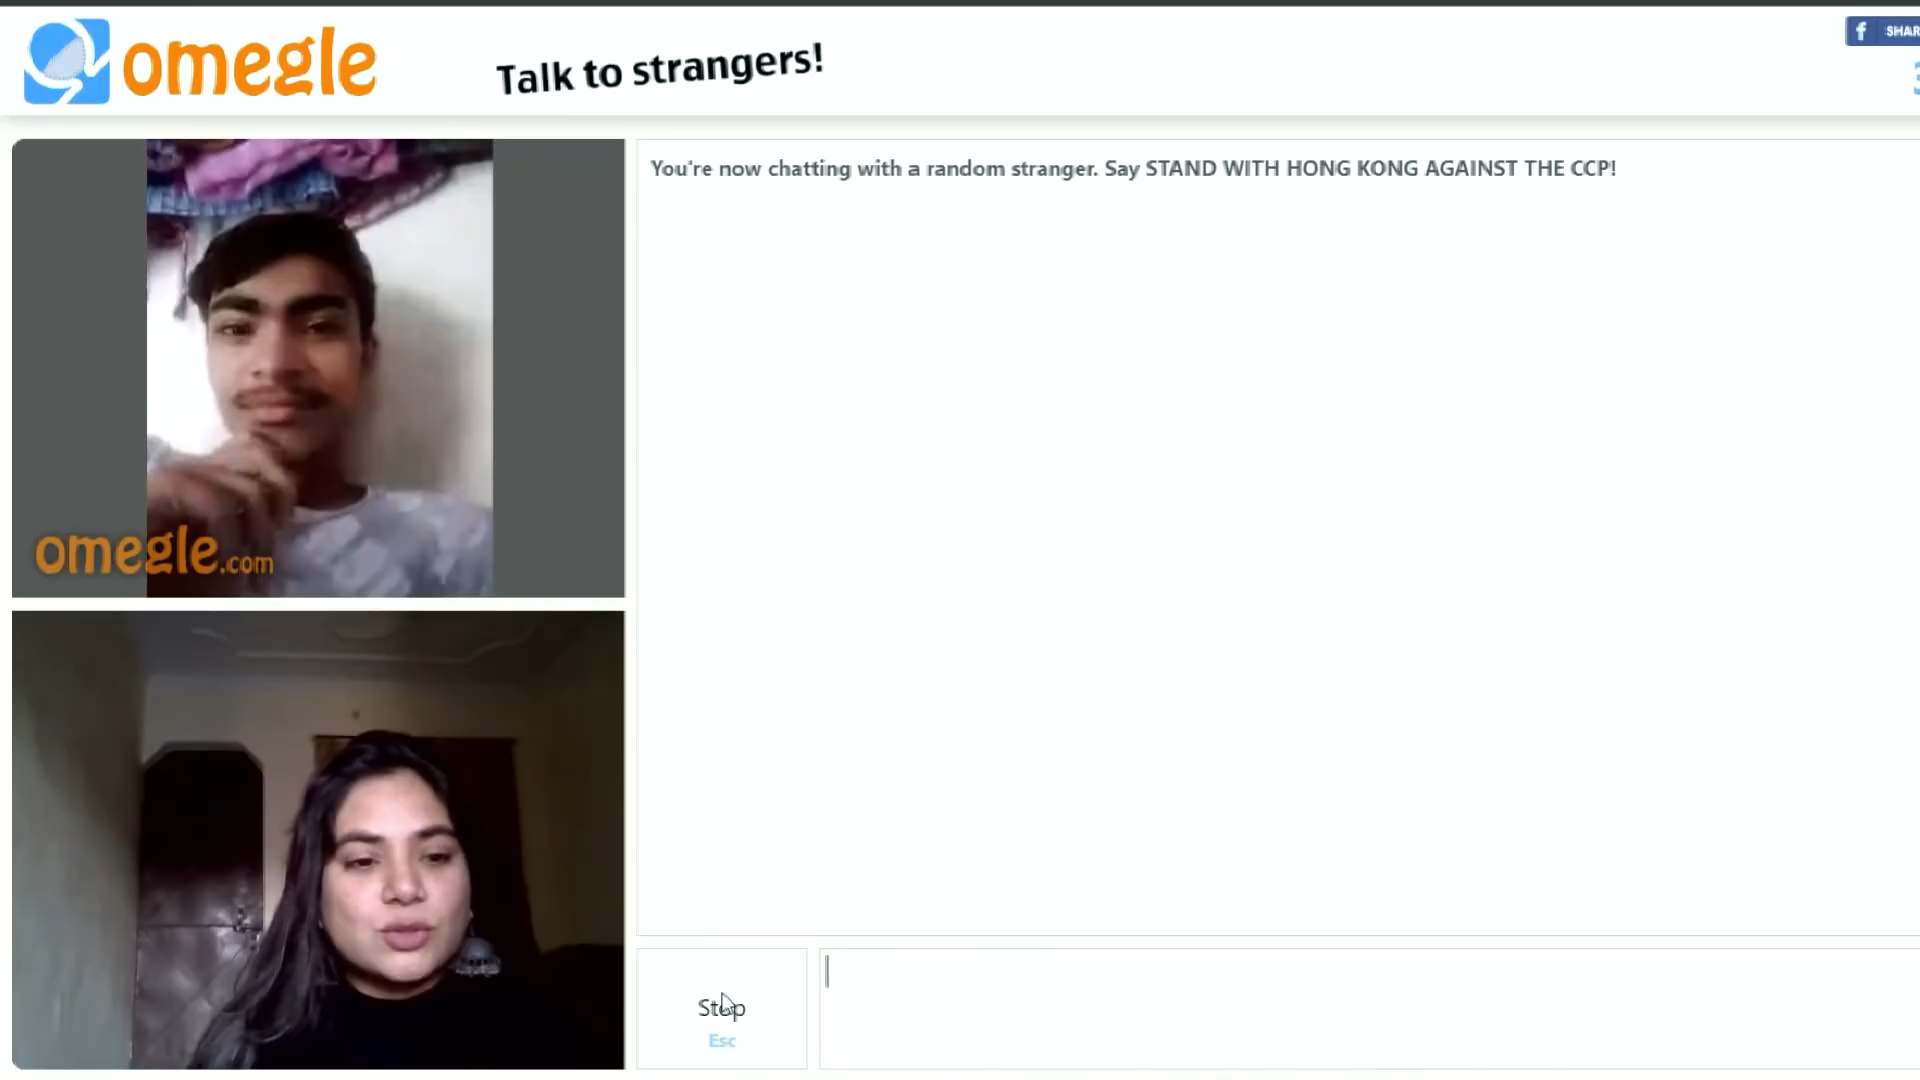 omegle
Talk to strangers!
f SHAR
You're now chatting with a random stranger. Say STAND WITH HONG KONG AGAINST THE CCP!
omegle.com
Stop
Esc